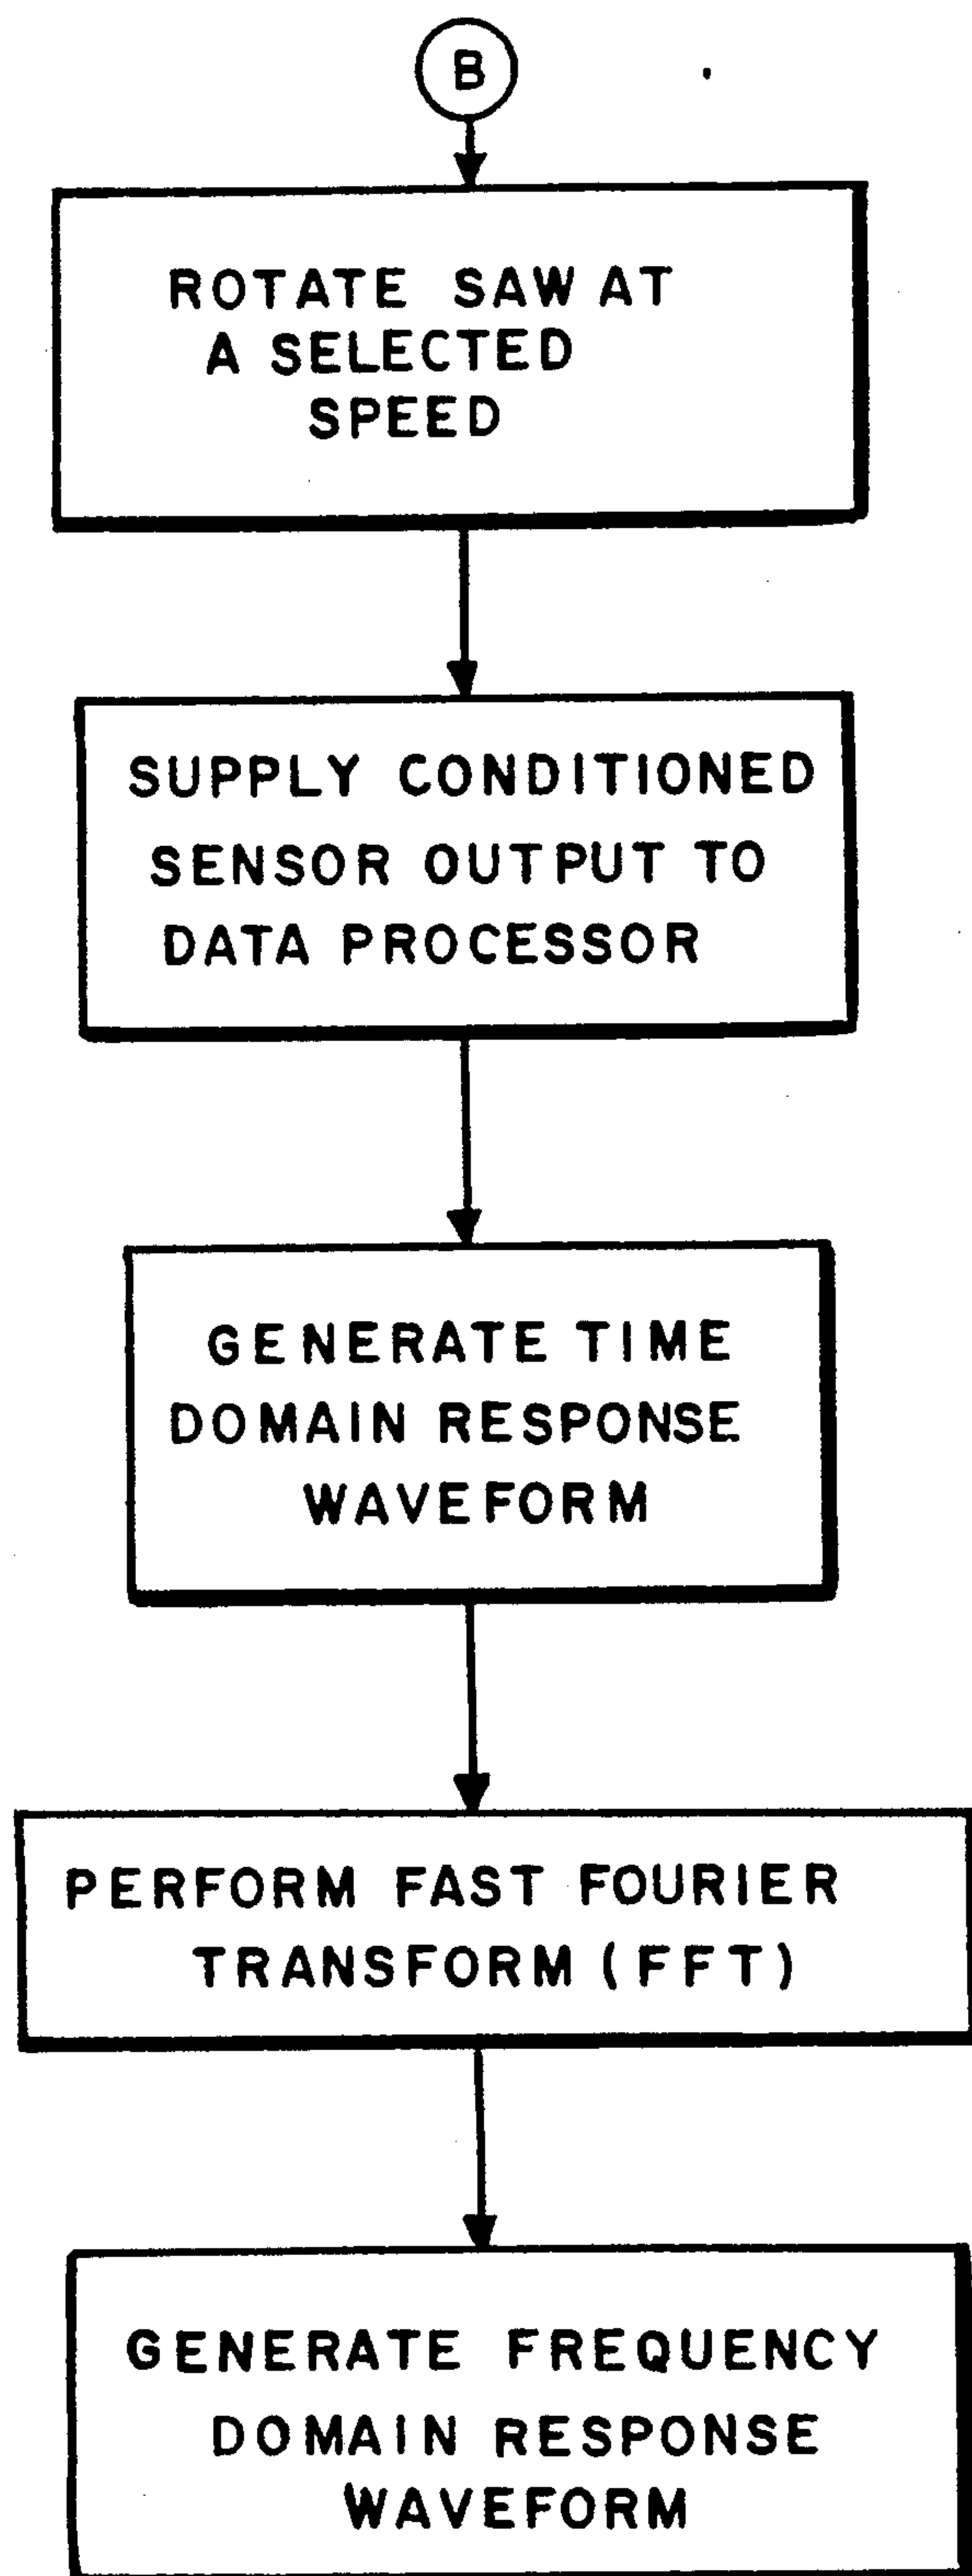 B
ROTATE SAW AT
A SELECTED
SPEED
SUPPLY CONDITIONED
SENSOR OUTPUT TO
DATA PROCESSOR
GENERATE TIME
DOMAIN RESPONSE
WAVEFORM
PERFORM FAST FOURIER
TRANSFORM (FFT)
GENERATE FREQUENCY
DOMAIN RESPONSE
WAVEFORM